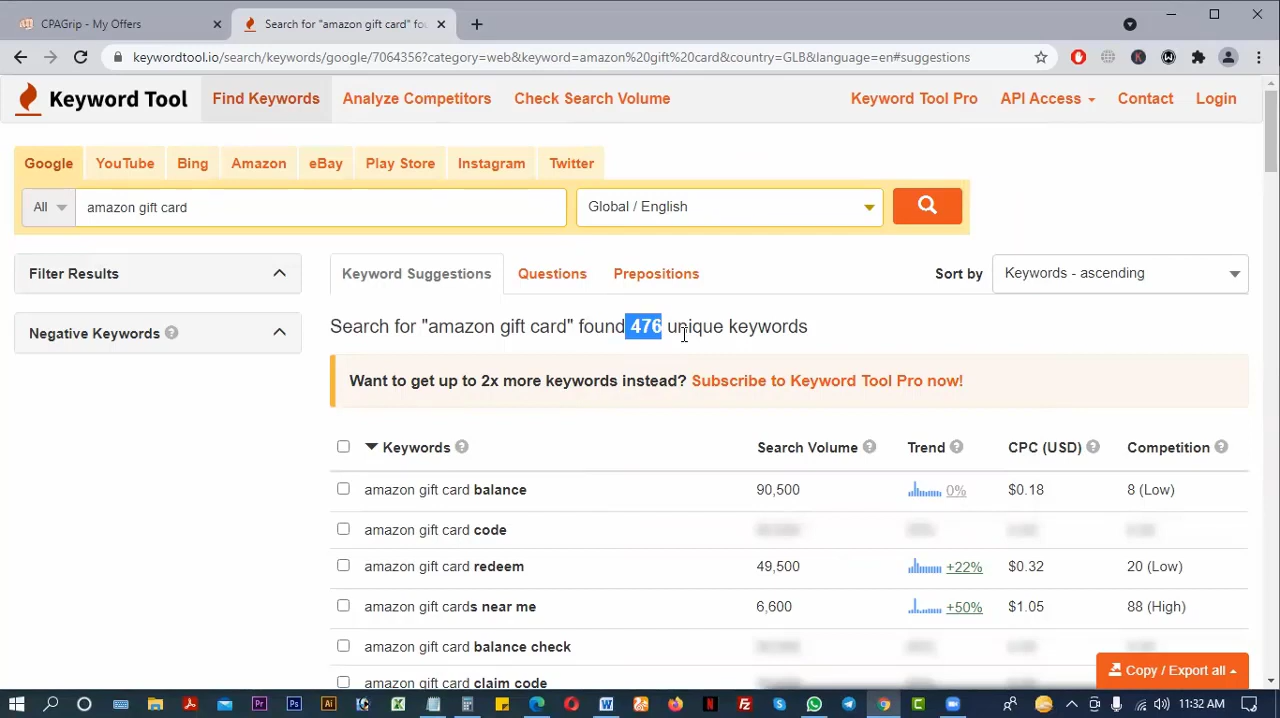 CPAGrip - My Offers
Search for "amazon gift card" fou
keywordtool.io/search/keywords/google/7064356?category=web&keyword=amazon%20gift%20card&country=GLB&language=en#suggestions
Keyword Tool
Find Keywords
Analyze Competitors
Check Search Volume
Keyword Tool Pro
API Access
Contact
Login
Google
YouTube
Bing
Amazon
eBay
Play Store
Instagram
Twitter
All
amazon gift card
Global / English
Filter Results
Keyword Suggestions
Questions
Prepositions
Sort by
Keywords - ascending
Negative Keywords
Search for "amazon gift card" found 476 unique keywords
Want to get up to 2x more keywords instead? Subscribe to Keyword Tool Pro now!
Keywords Search Volume Trend CPC (USD) Competition
amazon gift card balance 90,500 0% $0.18 8 (Low)
amazon gift card code
amazon gift card redeem 49,500 +22% $0.32 20 (Low)
amazon gift cards near me 6,600 +50% $1.05 88 (High)
amazon gift card balance check
Copy / Export all
amazon gift card claim code
11:32 AM